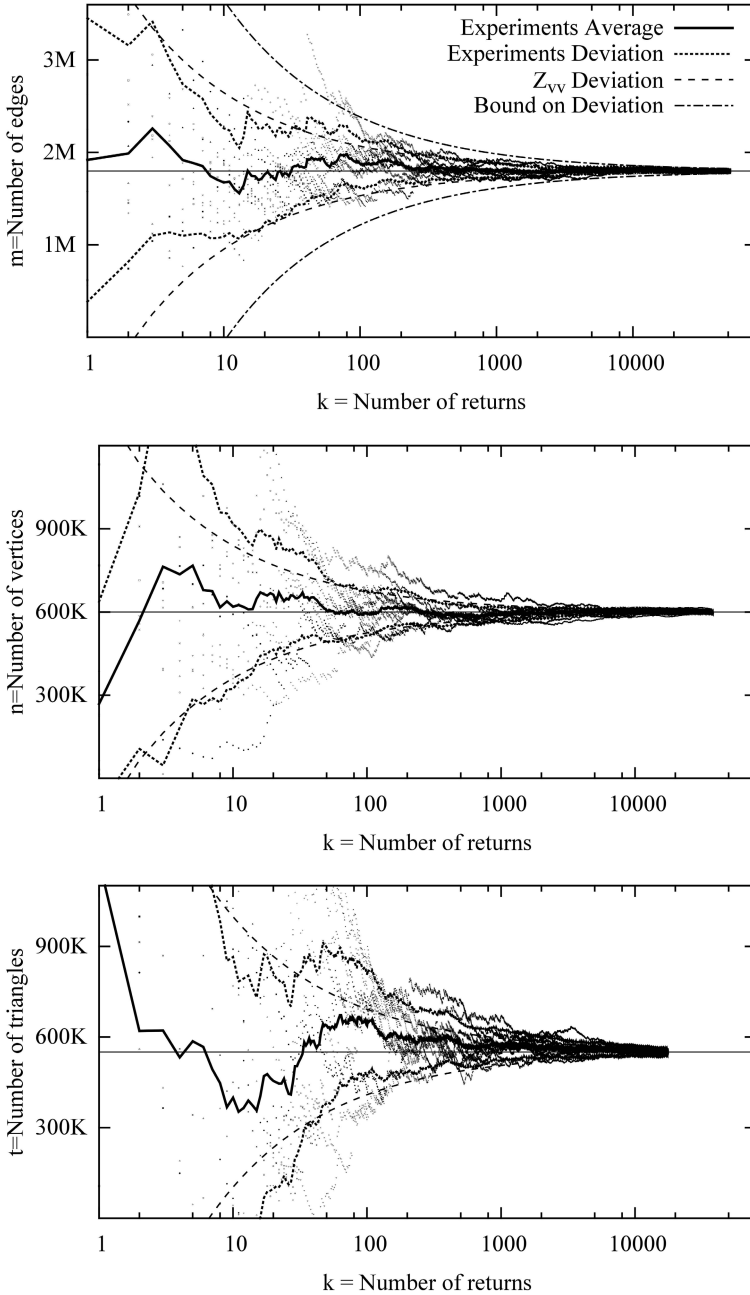 Experiments Average
Experiments Deviation
Zvv Deviation
Bound on Deviation
m=Number of edges
3M
2M
1M
1 10 100 1000 10000
k = Number of returns
n=Number of vertices
900K
600K
300K
1 10 100 1000 10000
k = Number of returns
t=Number of triangles
900K
600K
300K
1 10 100 1000 10000
k = Number of returns